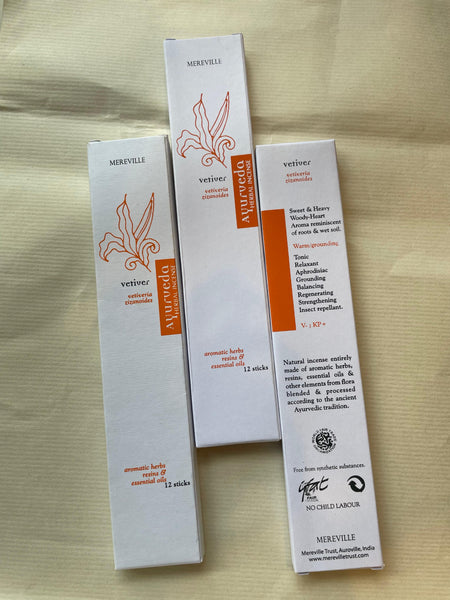 MEREVILLE
vetiver
vetiveria
zizanoides
Ayurveda
HERBAL INCENSE
aromatic herbs
resins &
essential oils
12 sticks
MEREVILLE
vetiver
vetiveria
zizanoides
Ayurveda
HERBAL INCENSE
aromatic herbs
resins &
essential oils
12 sticks
vetiver
vetiveria
zizanoides
Sweet & Heavy
Woody-Heart
Aroma reminiscent
of roots & wet soil.
Warm/grounding
Tonic
Relaxant
Aphrodisiac
Grounding
Balancing
Regenerating
Strengthening
Insect repellant.
V- 3 KP+
Natural incense entirely
made of aromatic herbs,
resins, essential oils &
other elements from flora
blended & processed
according to the ancient
Ayurvedic tradition.
Free from synthetic substances.
FAIR
NO CHILD LABOUR
MEREVILLE
Mereville Trust, Auroville, India
www.merevilletrust.com